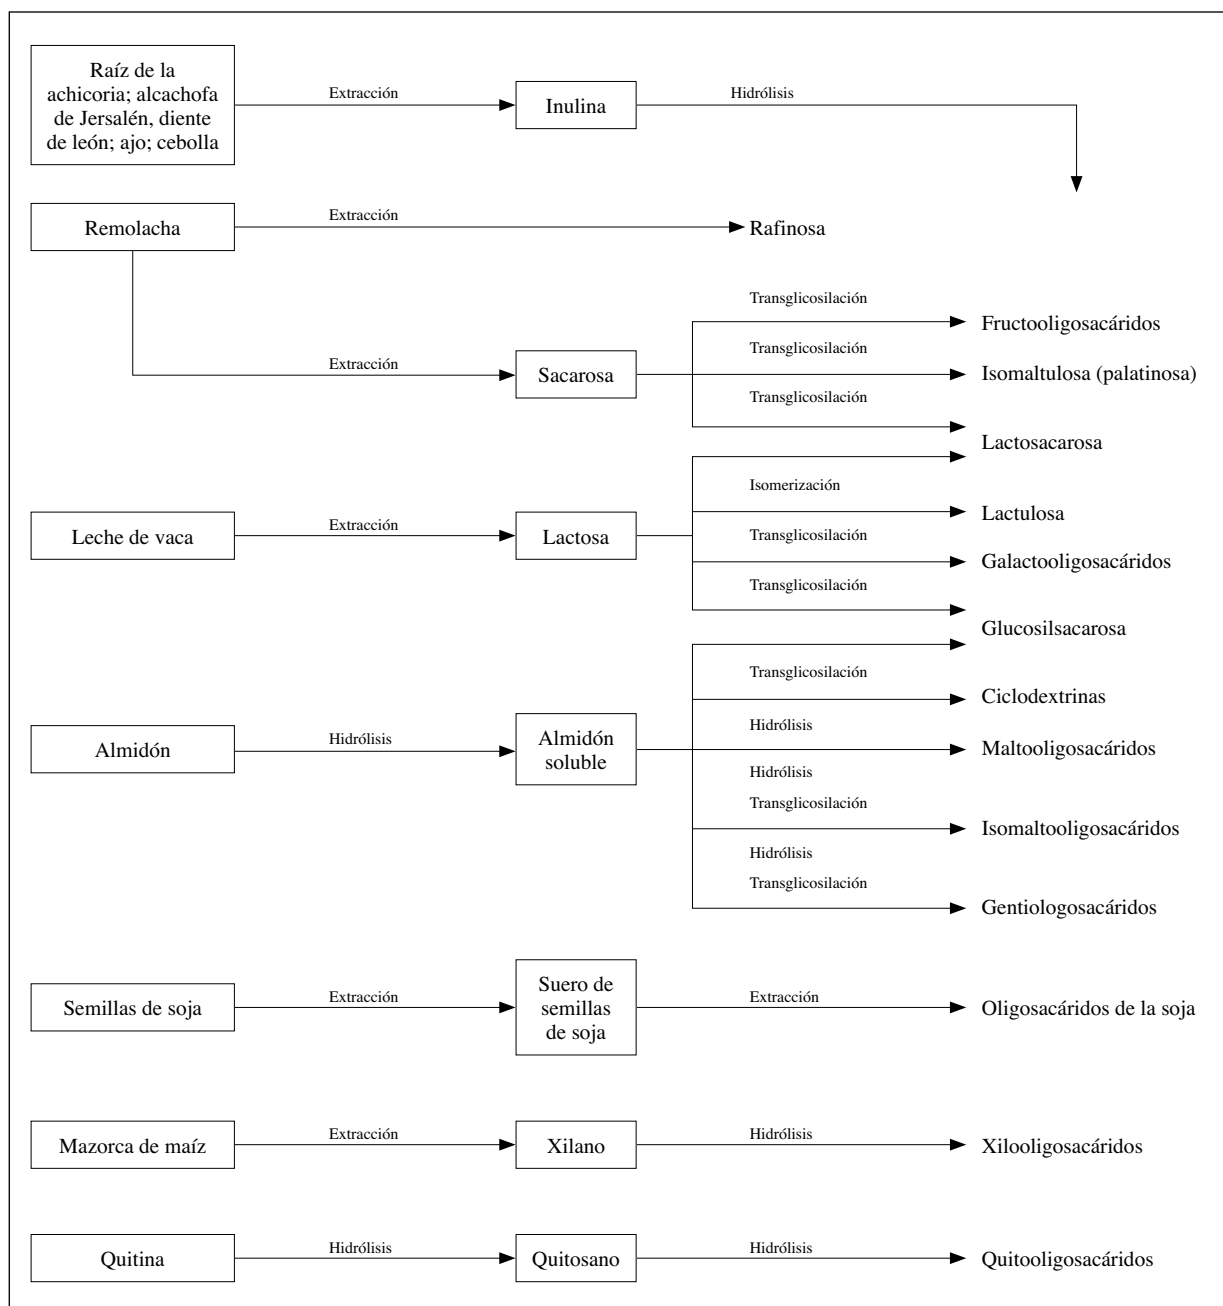 Raíz de la
achicoria; alcachofa
de Jersalén, diente
de león; ajo; cebolla
Extracción
Inulina
Hidrólisis
Remolacha
Extracción
Rafinosa
Extracción
Sacarosa
Transglicosilación
Fructooligosacáridos
Transglicosilación
Isomaltulosa (palatinosa)
Transglicosilación
Lactosacarosa
Leche de vaca
Extracción
Lactosa
Isomerización
Lactulosa
Transglicosilación
Galactooligosacáridos
Transglicosilación
Glucosilsacarosa
Almidón
Hidrólisis
Almidón
soluble
Transglicosilación
Ciclodextrinas
Hidrólisis
Maltooligosacáridos
Hidrólisis
Transglicosilación
Isomaltooligosacáridos
Hidrólisis
Transglicosilación
Gentiologosacáridos
Semillas de soja
Extracción
Suero de
semillas
de soja
Extracción
Oligosacáridos de la soja
Mazorca de maíz
Extracción
Xilano
Hidrólisis
Xilooligosacáridos
Quitina
Hidrólisis
Quitosano
Hidrólisis
Quitooligosacáridos